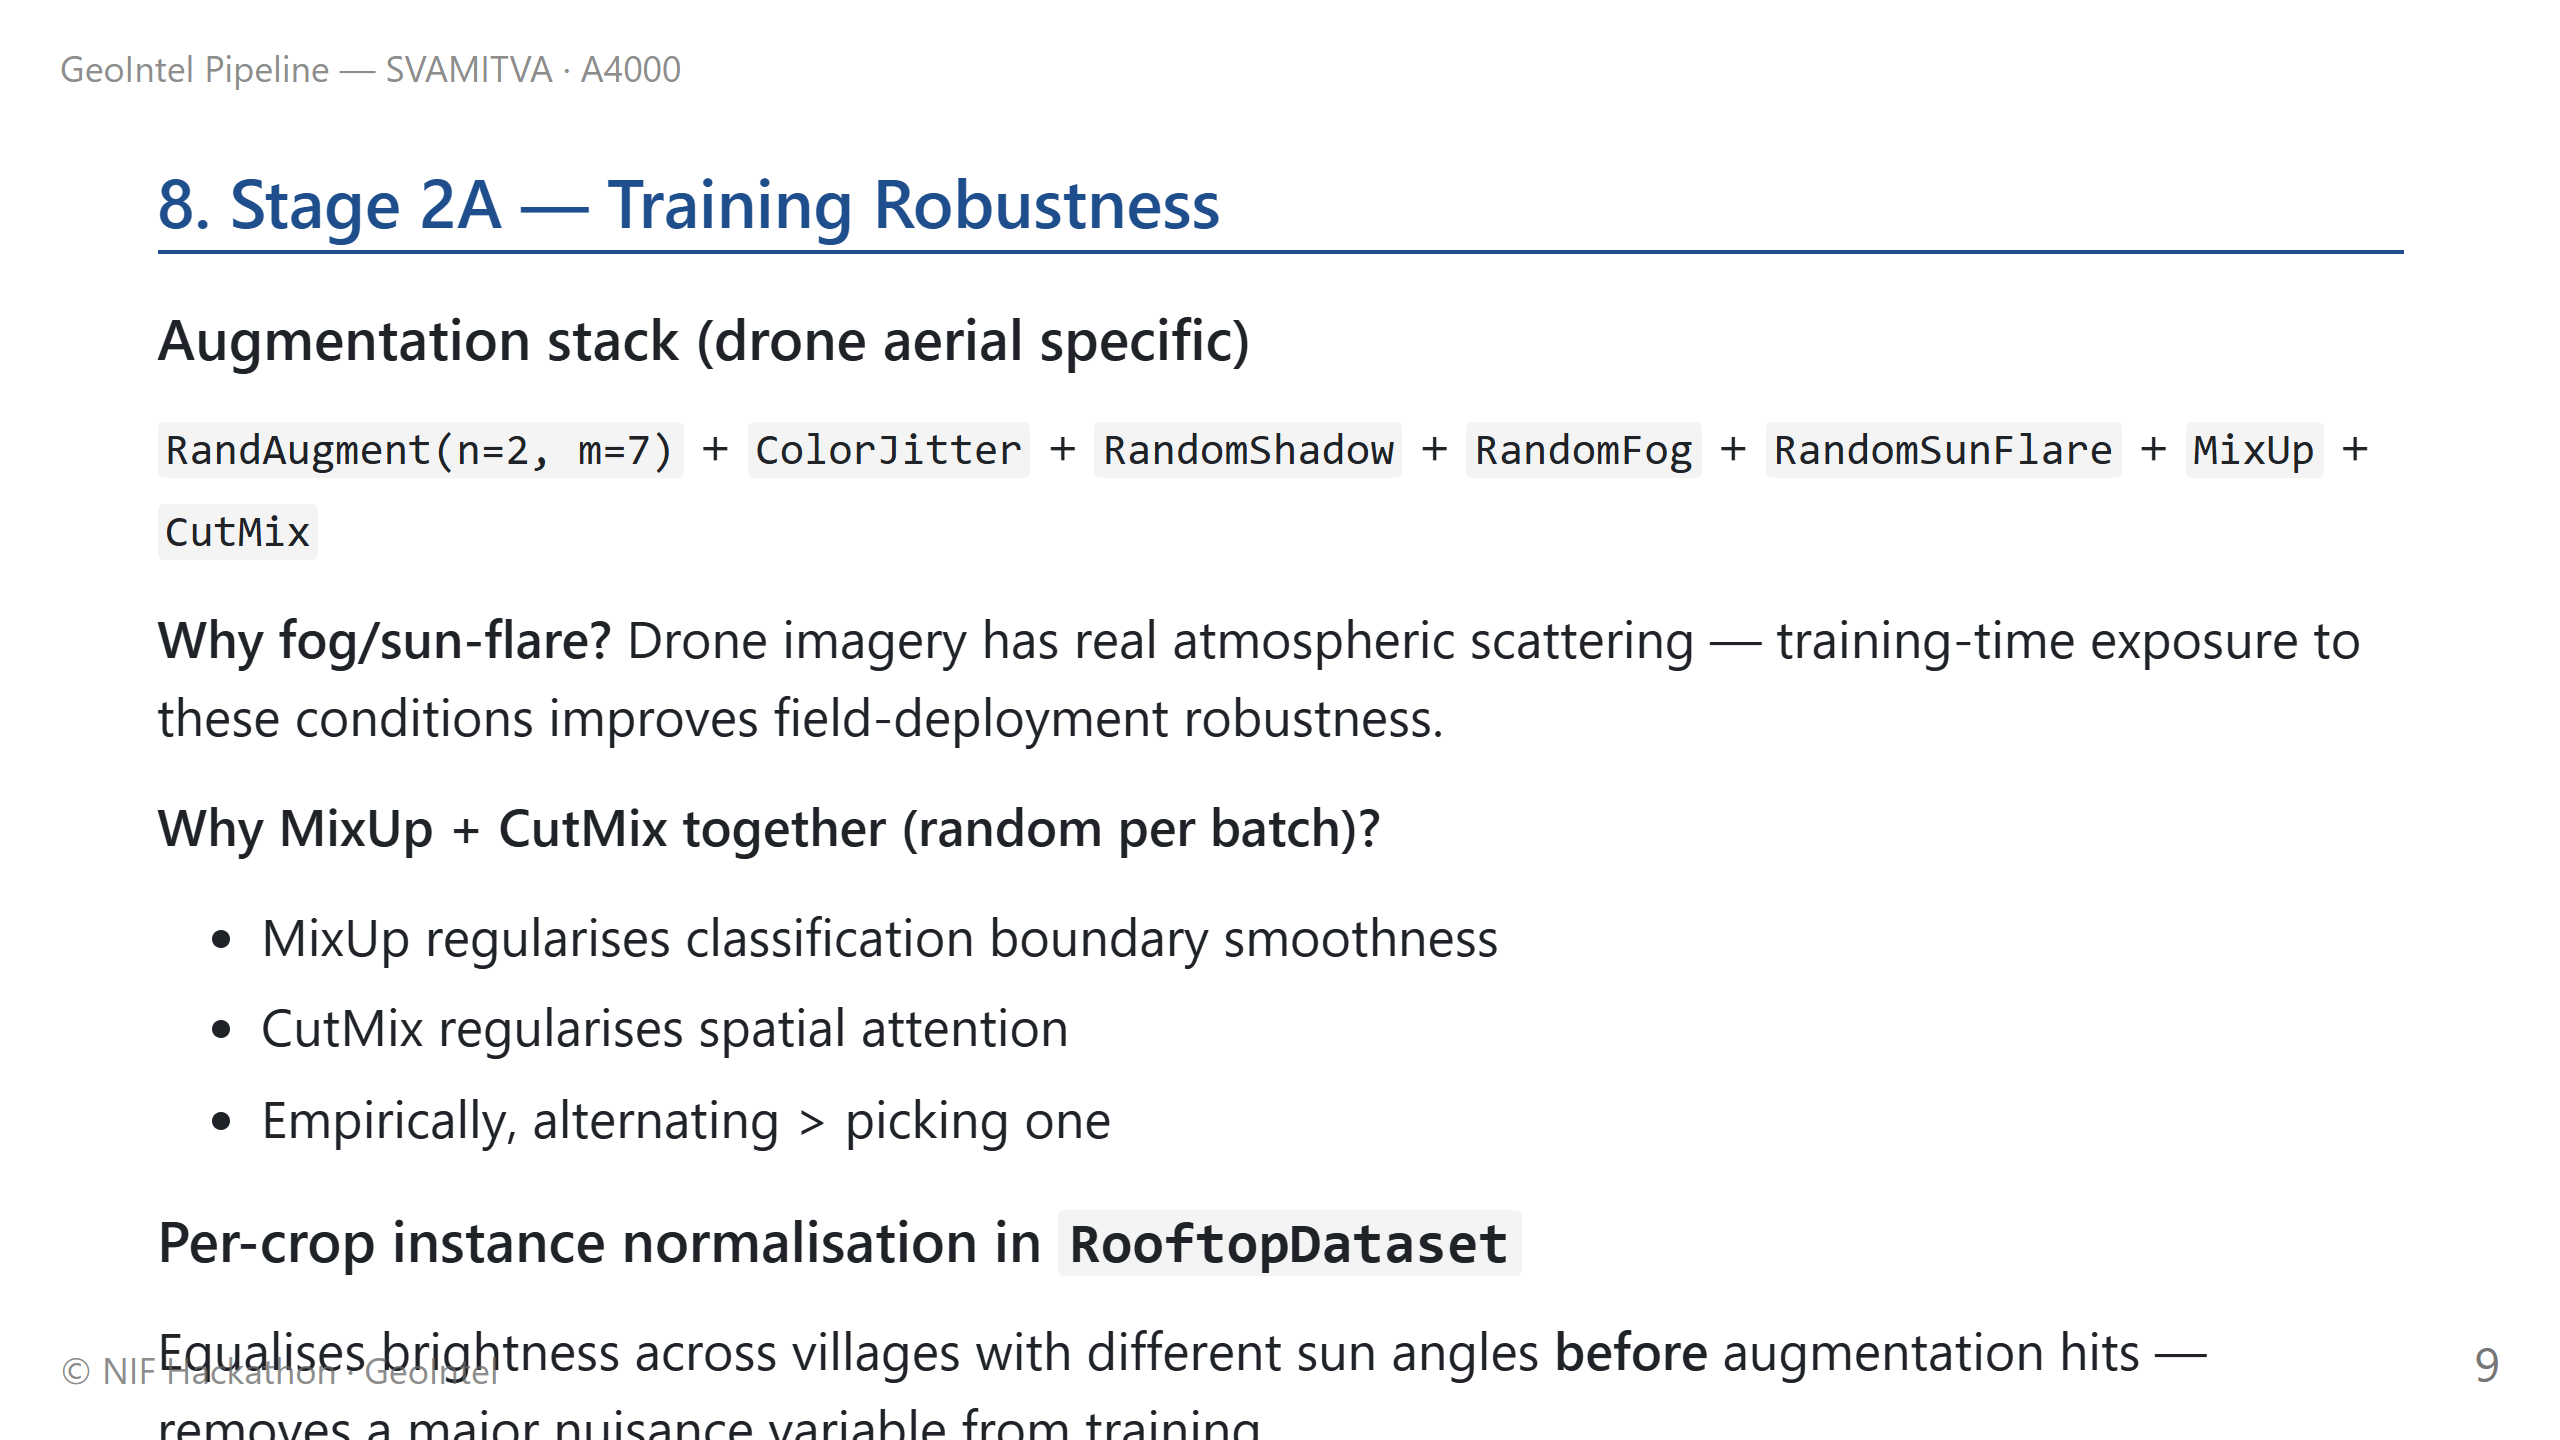 GeoIntel Pipeline — SVAMITVA · A4000
8. Stage 2A — Training Robustness
Augmentation stack (drone aerial specific)
RandAugment(n=2, m=7) + ColorJitter + RandomShadow + RandomFog + RandomSunFlare + MixUp +
CutMix
Why fog/sun-flare? Drone imagery has real atmospheric scattering — training-time exposure to
these conditions improves field-deployment robustness.
Why MixUp + CutMix together (random per batch)?
• MixUp regularises classification boundary smoothness
• CutMix regularises spatial attention
• Empirically, alternating > picking one
Per-crop instance normalisation in RooftopDataset
Equalises brightness across villages with different sun angles before augmentation hits —
© NIF Hackathon · GeoIntel
9
removes a major nuisance variable from training